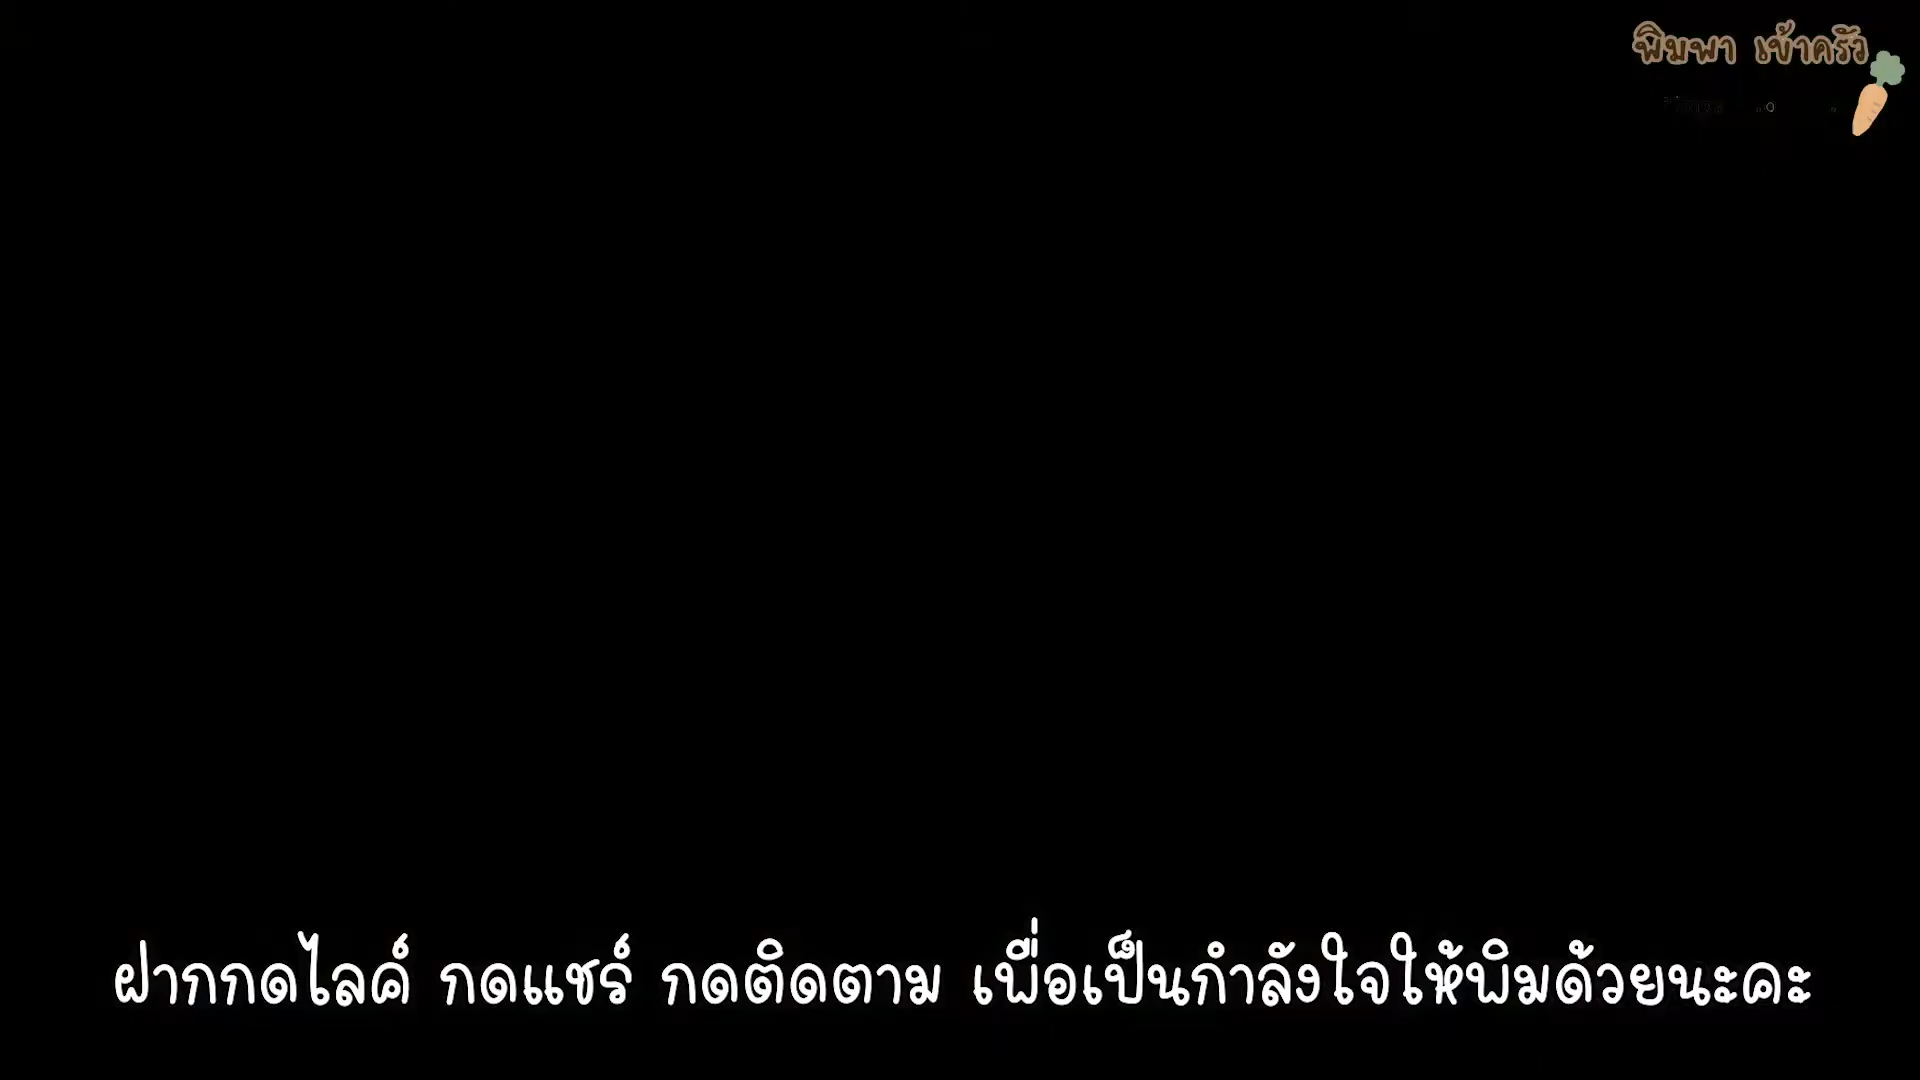 พิมพา เข้าครัว
ฝากกดไลค์ กดแชร์ กดติดตาม เพื่อเป็นกำลังใจให้พิมด้วยนะคะ